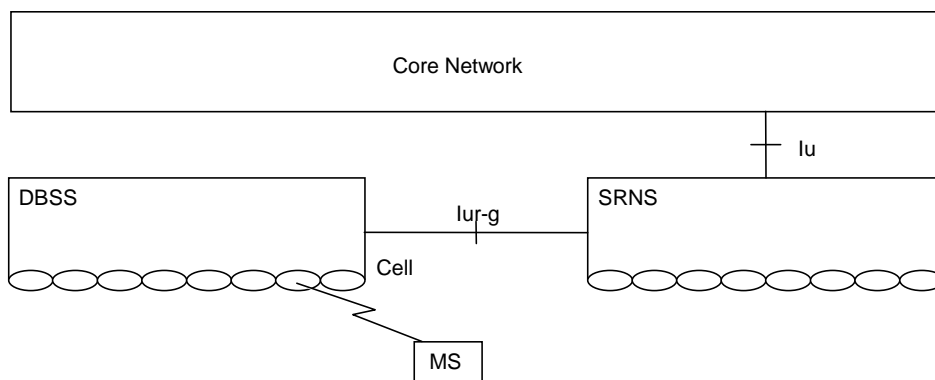 Core Network
Iu
DBSS
SRNS
Iur-g
Cell
MS